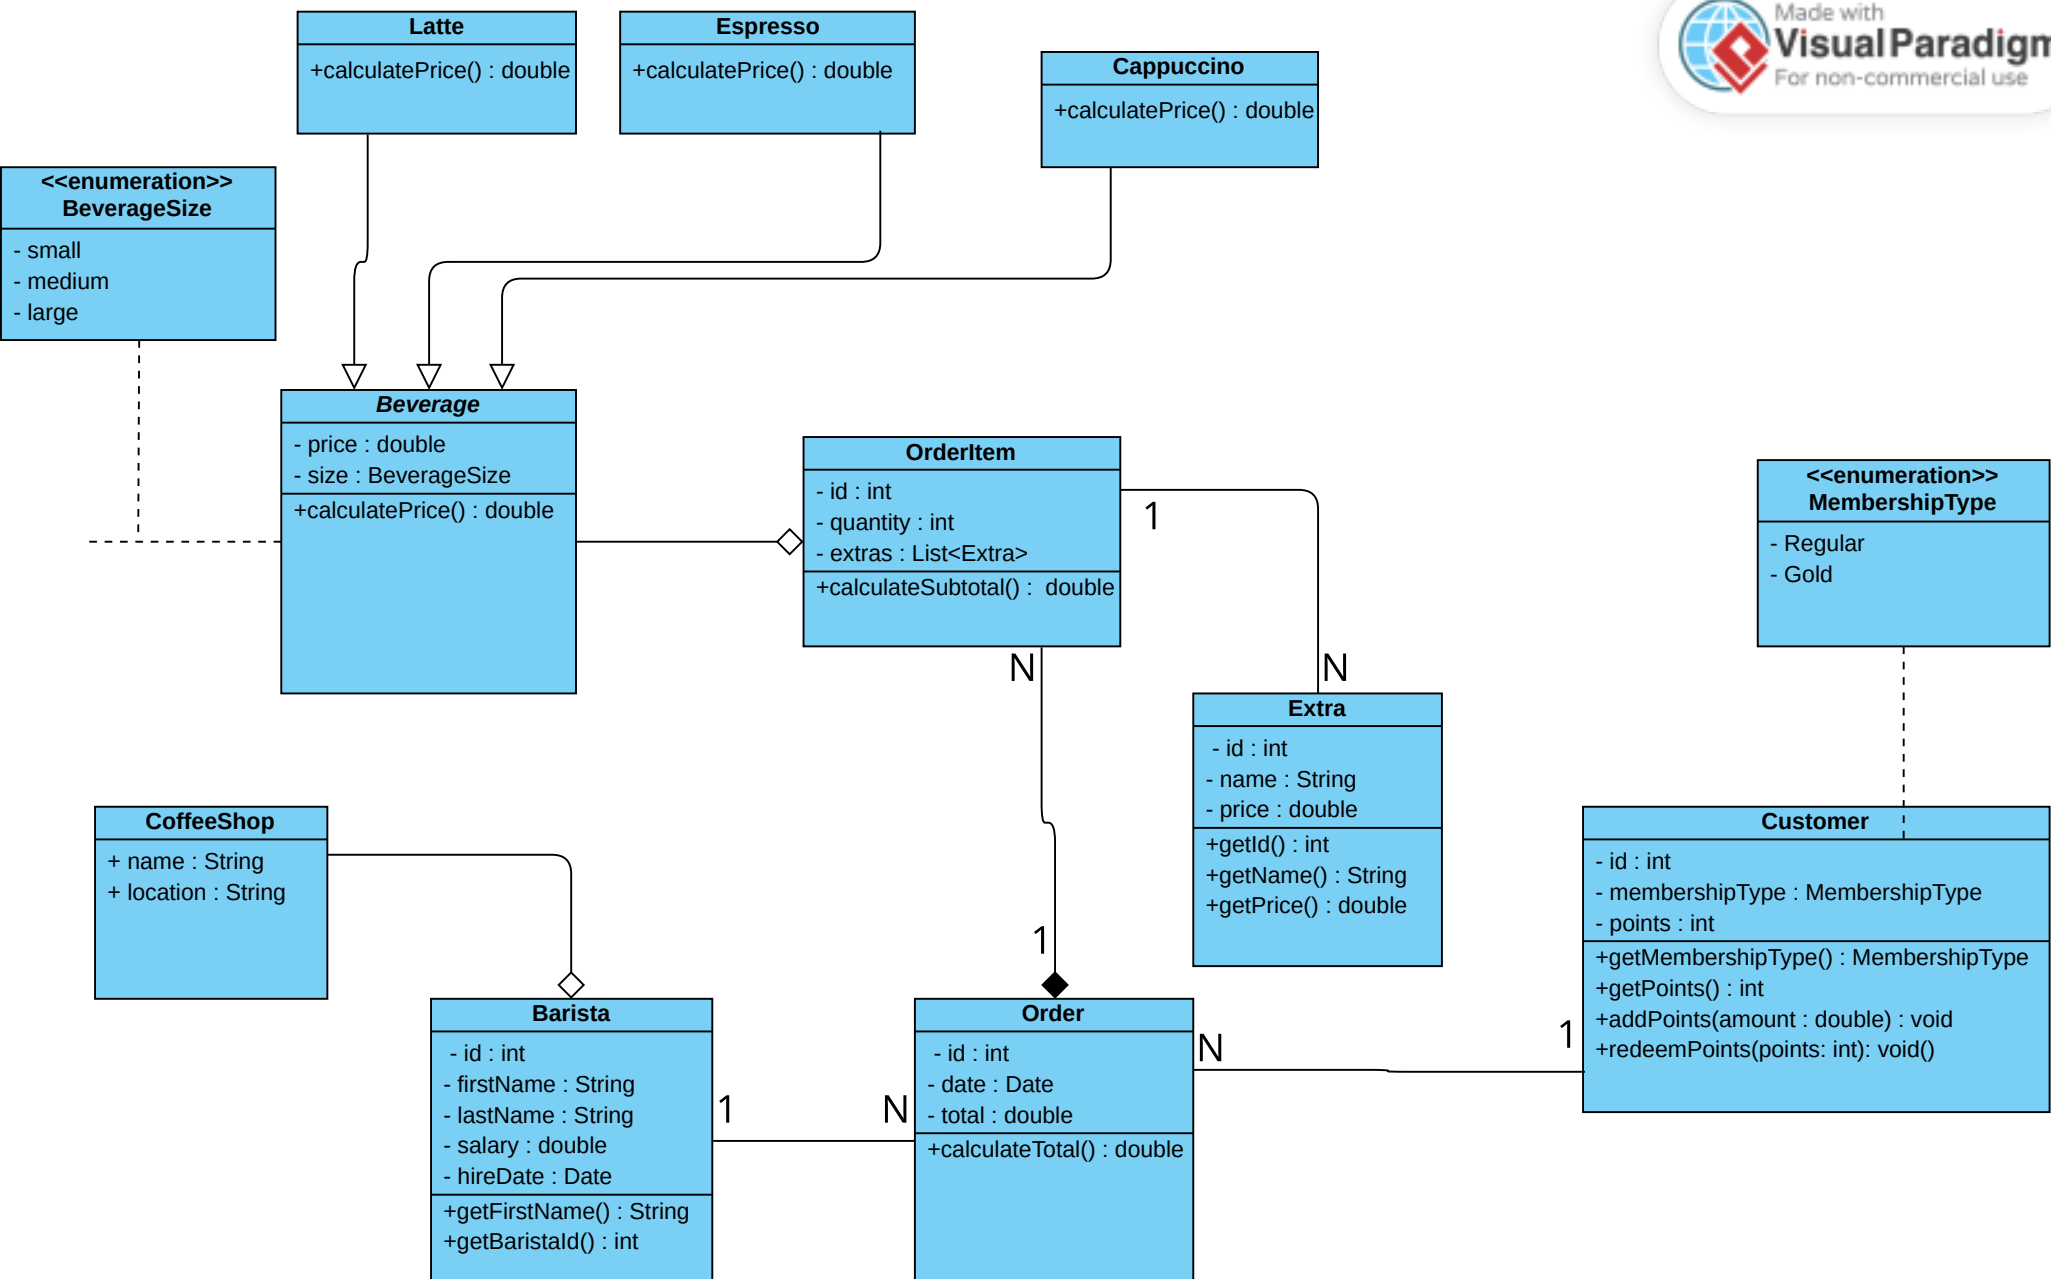 Made with
Visual Paradigm
For non-commercial use
Latte
+calculatePrice() : double
Espresso
+calculatePrice() : double
Cappuccino
+calculatePrice() : double
<<enumeration>>
BeverageSize
- small
- medium
- large
Beverage
- price : double
- size : BeverageSize
+calculatePrice() : double
OrderItem
- id : int
- quantity : int
- extras : List<Extra>
+calculateSubtotal() :  double
1
N
N
1
<<enumeration>>
MembershipType
- Regular
- Gold
Extra
- id : int
- name : String
- price : double
+getId() : int
+getName() : String
+getPrice() : double
CoffeeShop
+ name : String
+ location : String
Customer
- id : int
- membershipType : MembershipType
- points : int
+getMembershipType() : MembershipType
+getPoints() : int
+addPoints(amount : double) : void
+redeemPoints(points: int): void()
Barista
- id : int
- firstName : String
- lastName : String
- salary : double
- hireDate : Date
+getFirstName() : String
+getBaristaId() : int
1
N
Order
- id : int
- date : Date
- total : double
+calculateTotal() : double
N
1